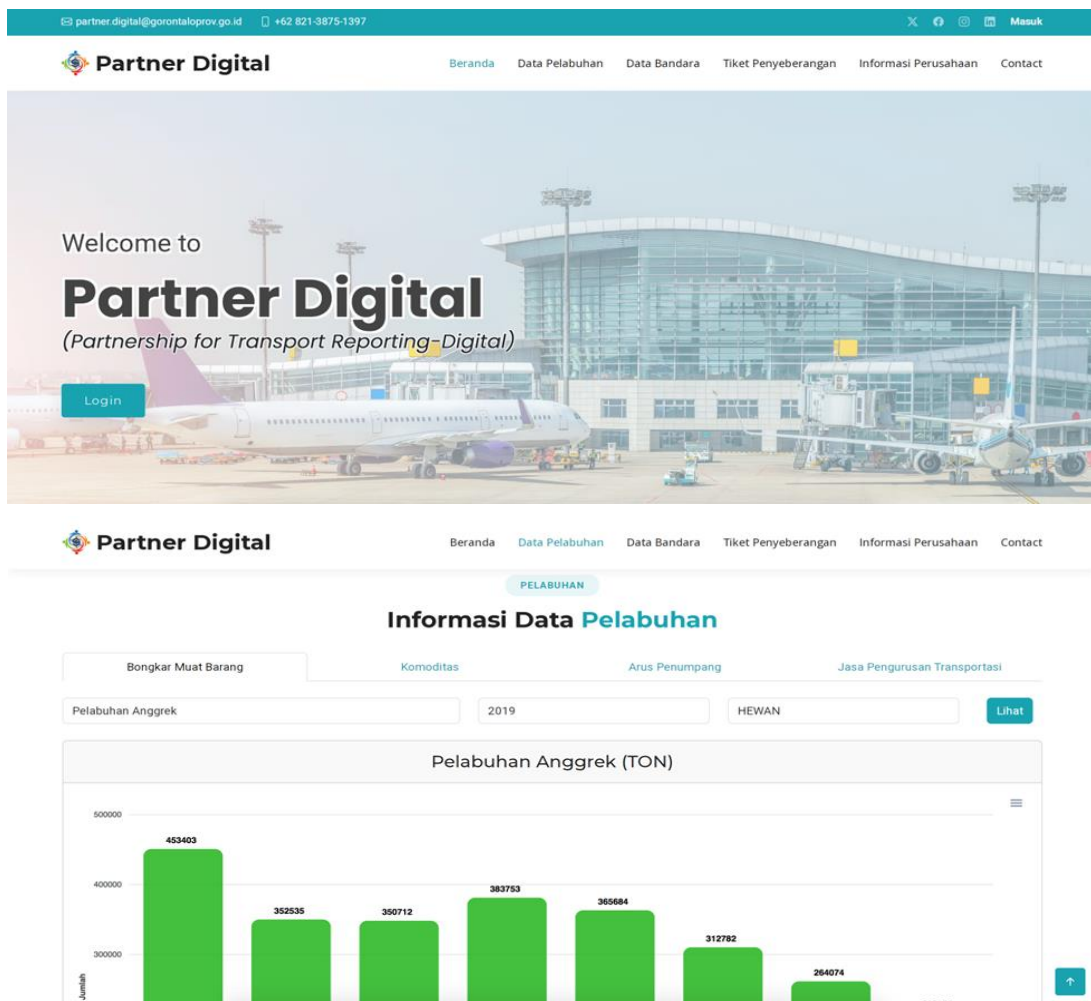 partner.digital@gorontaloprov.go.id +62 821-3875-1397 Masuk
Partner Digital Beranda Data Pelabuhan Data Bandara Tiket Penyeberangan Informasi Perusahaan Contact
Welcome to
Partner Digital
(Partnership for Transport Reporting-Digital)
Login
Partner Digital Beranda Data Pelabuhan Data Bandara Tiket Penyeberangan Informasi Perusahaan Contact
PELABUHAN
Informasi Data Pelabuhan
Bongkar Muat Barang Komoditas Arus Penumpang Jasa Pengurusan Transportasi
Pelabuhan Anggrek 2019 HEWAN Lihat
Pelabuhan Anggrek (TON)
500000
453403
400000
383753
365684
352535
350712
312782
300000
264074
Jumlah